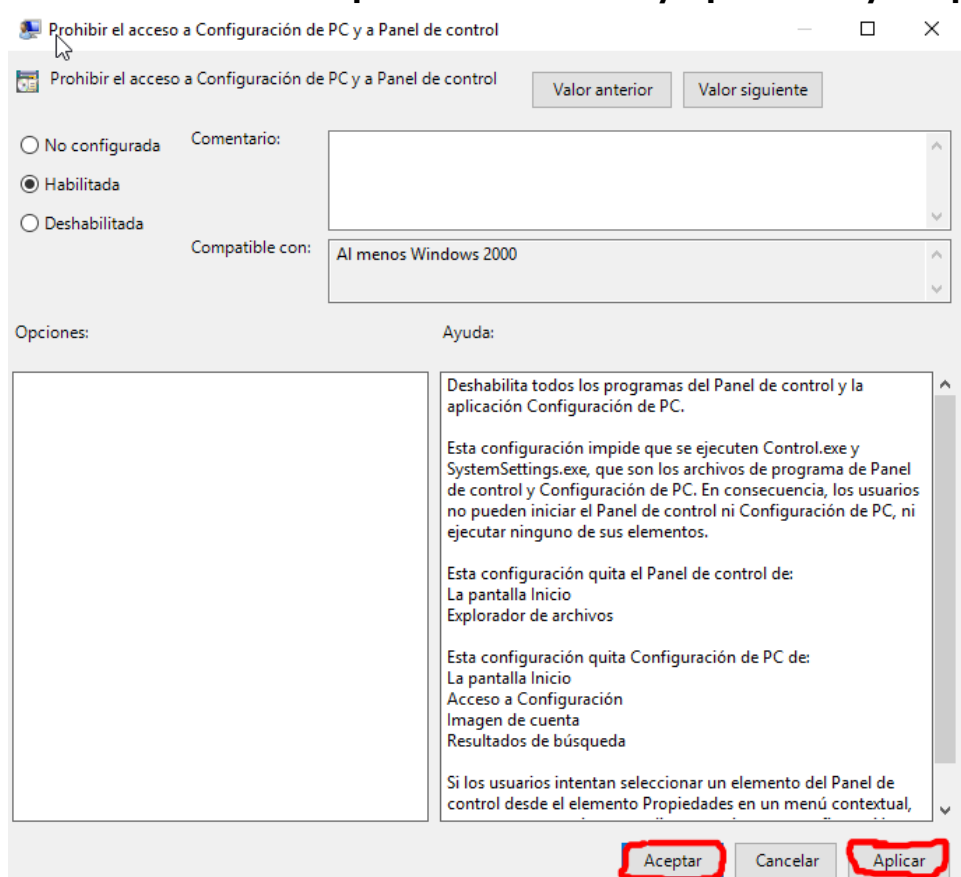 Prohibir el acceso a Configuración de PC y a Panel de control
Prohibir el acceso a Configuración de PC y a Panel de control
Valor anterior
Valor siguiente
No configurada
Comentario:
Habilitada
Deshabilitada
Compatible con:
Al menos Windows 2000
Opciones:
Ayuda:
Deshabilita todos los programas del Panel de control y la
aplicación Configuración de PC.
Esta configuración impide que se ejecuten Control.exe y
SystemSettings.exe, que son los archivos de programa de Panel
de control y Configuración de PC. En consecuencia, los usuarios
no pueden iniciar el Panel de control ni Configuración de PC, ni
ejecutar ninguno de sus elementos.
Esta configuración quita el Panel de control de:
La pantalla Inicio
Explorador de archivos
Esta configuración quita Configuración de PC de:
La pantalla Inicio
Acceso a Configuración
Imagen de cuenta
Resultados de búsqueda
Si los usuarios intentan seleccionar un elemento del Panel de
control desde el elemento Propiedades en un menú contextual,
Aceptar
Cancelar
Aplicar